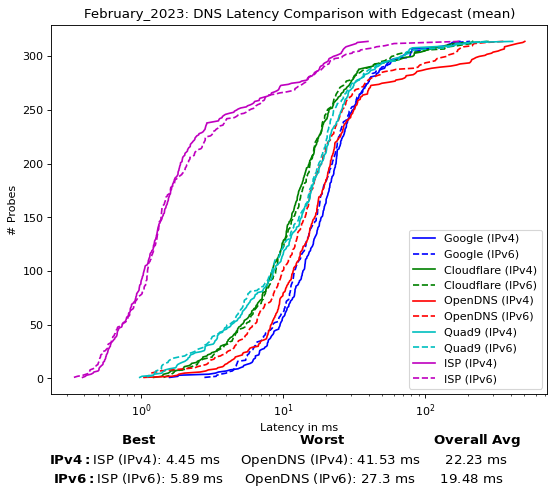 February_2023: DNS Latency Comparison with Edgecast (mean)
# Probes
300
250
200
150
100
50
0
10⁰
10¹
10²
Latency in ms
Google (IPv4)
Google (IPv6)
Cloudflare (IPv4)
Cloudflare (IPv6)
OpenDNS (IPv4)
OpenDNS (IPv6)
Quad9 (IPv4)
Quad9 (IPv6)
ISP (IPv4)
ISP (IPv6)
Best Worst Overall Avg
IPv4: ISP (IPv4): 4.45 ms OpenDNS (IPv4): 41.53 ms 22.23 ms
IPv6: ISP (IPv6): 5.89 ms OpenDNS (IPv6): 27.3 ms 19.48 ms